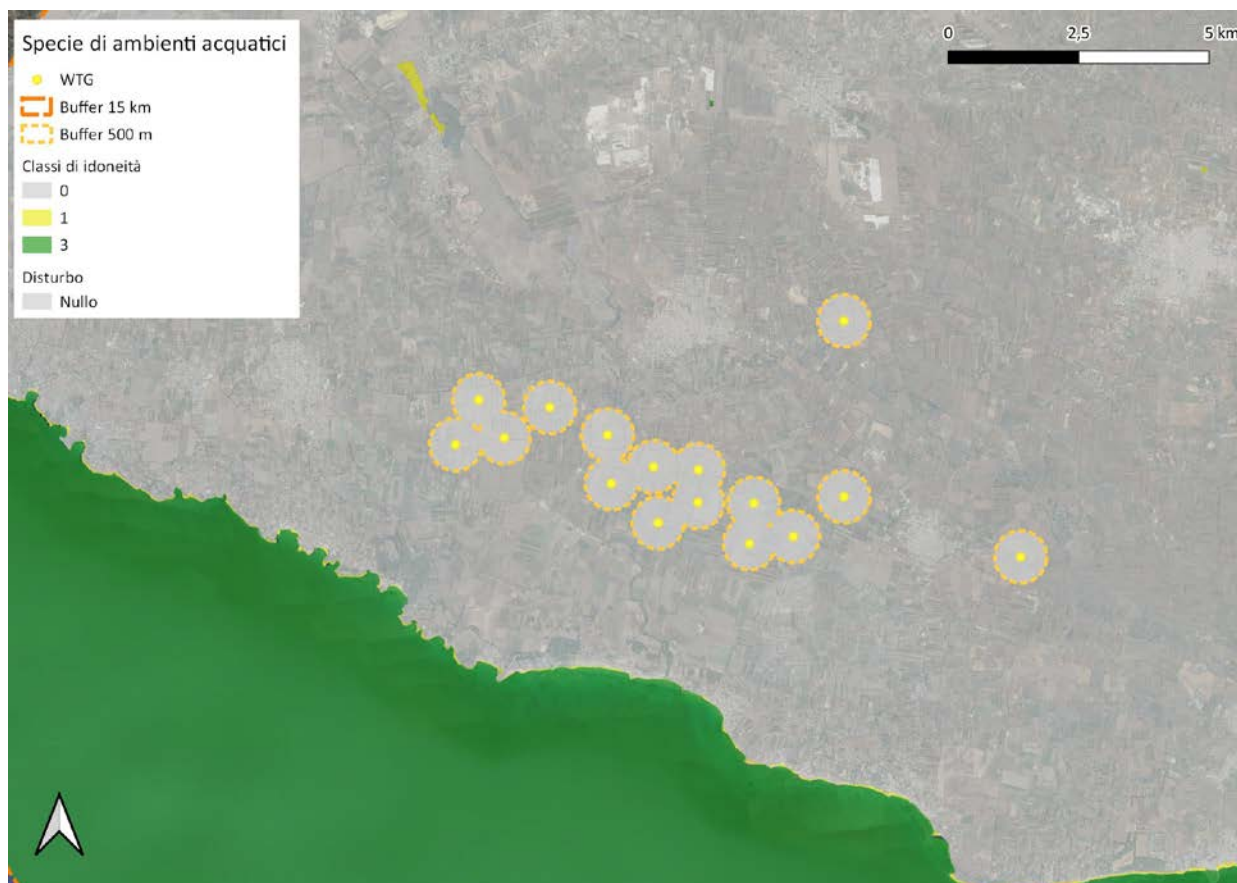 Specie di ambienti acquatici
WTG
Buffer 15 km
Buffer 500 m
Classi di idoneità
0
1
3
Disturbo
Nullo
0 2,5 5 km